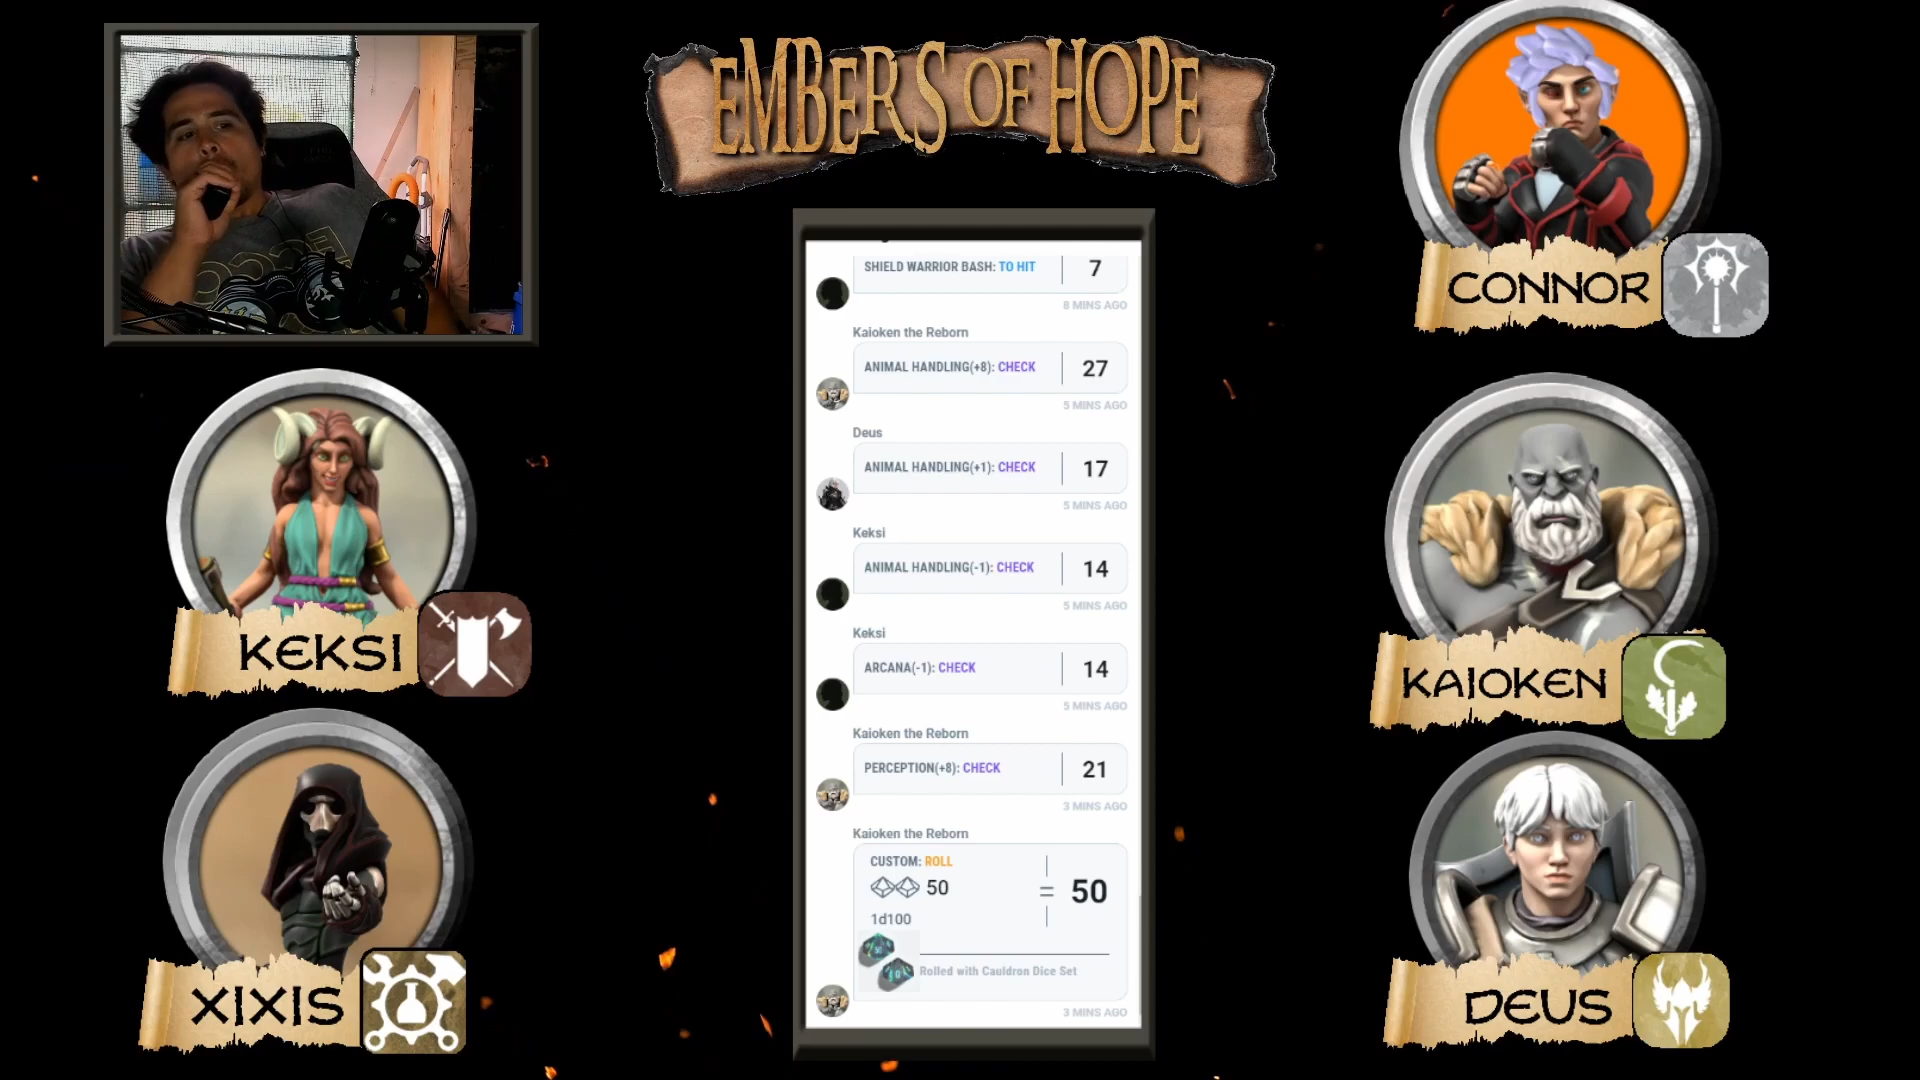 EMBERS OF HOPE
CONNOR
SHIELD WARRIOR BASH: TO HIT 7
8 MINS AGO
Kaioken the Reborn
ANIMAL HANDLING(+8): CHECK 27
5 MINS AGO
Deus
ANIMAL HANDLING(+1): CHECK 17
5 MINS AGO
Keksi
ANIMAL HANDLING(-1): CHECK 14
5 MINS AGO
Keksi
ARCANA(-1): CHECK 14
5 MINS AGO
Kaioken the Reborn
PERCEPTION(+8): CHECK 21
3 MINS AGO
Kaioken the Reborn
CUSTOM: ROLL
50 = 50
1d100
Rolled with Cauldron Dice Set
3 MINS AGO
KEKSI
KAIOKEN
XIXIS
DEUS